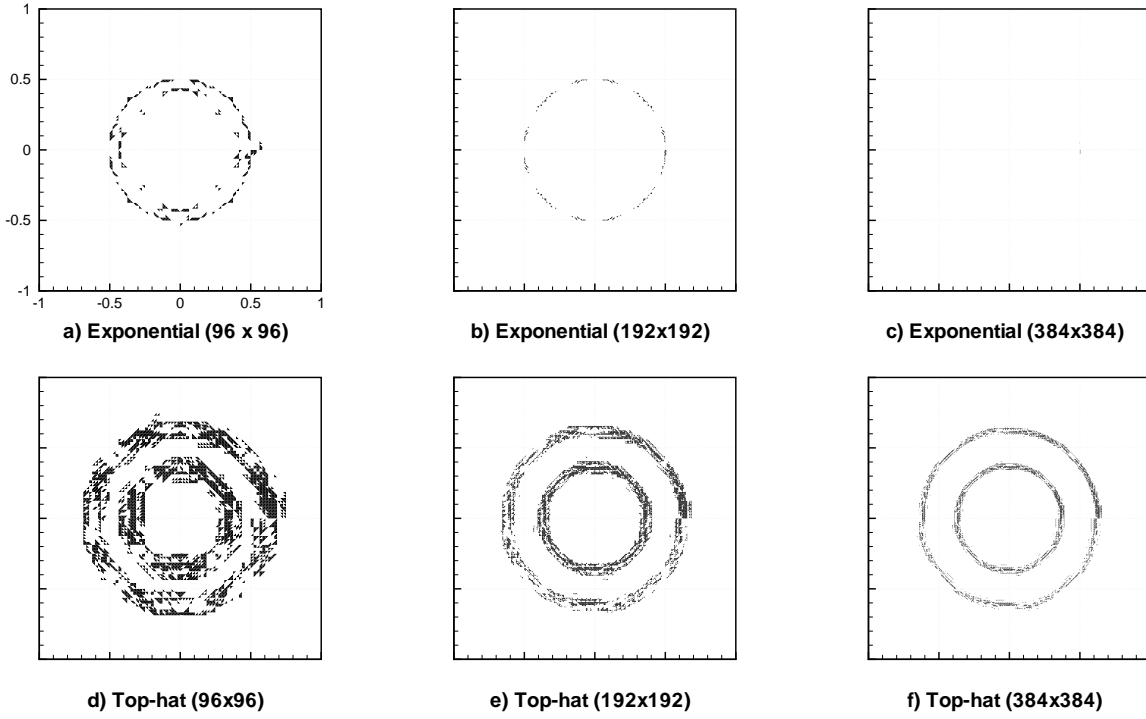 1
0.5
0
-0.5
-1
-1 -0.5 0 0.5 1
a) Exponential (96 x 96)
b) Exponential (192x192)
c) Exponential (384x384)
d) Top-hat (96x96)
e) Top-hat (192x192)
f) Top-hat (384x384)